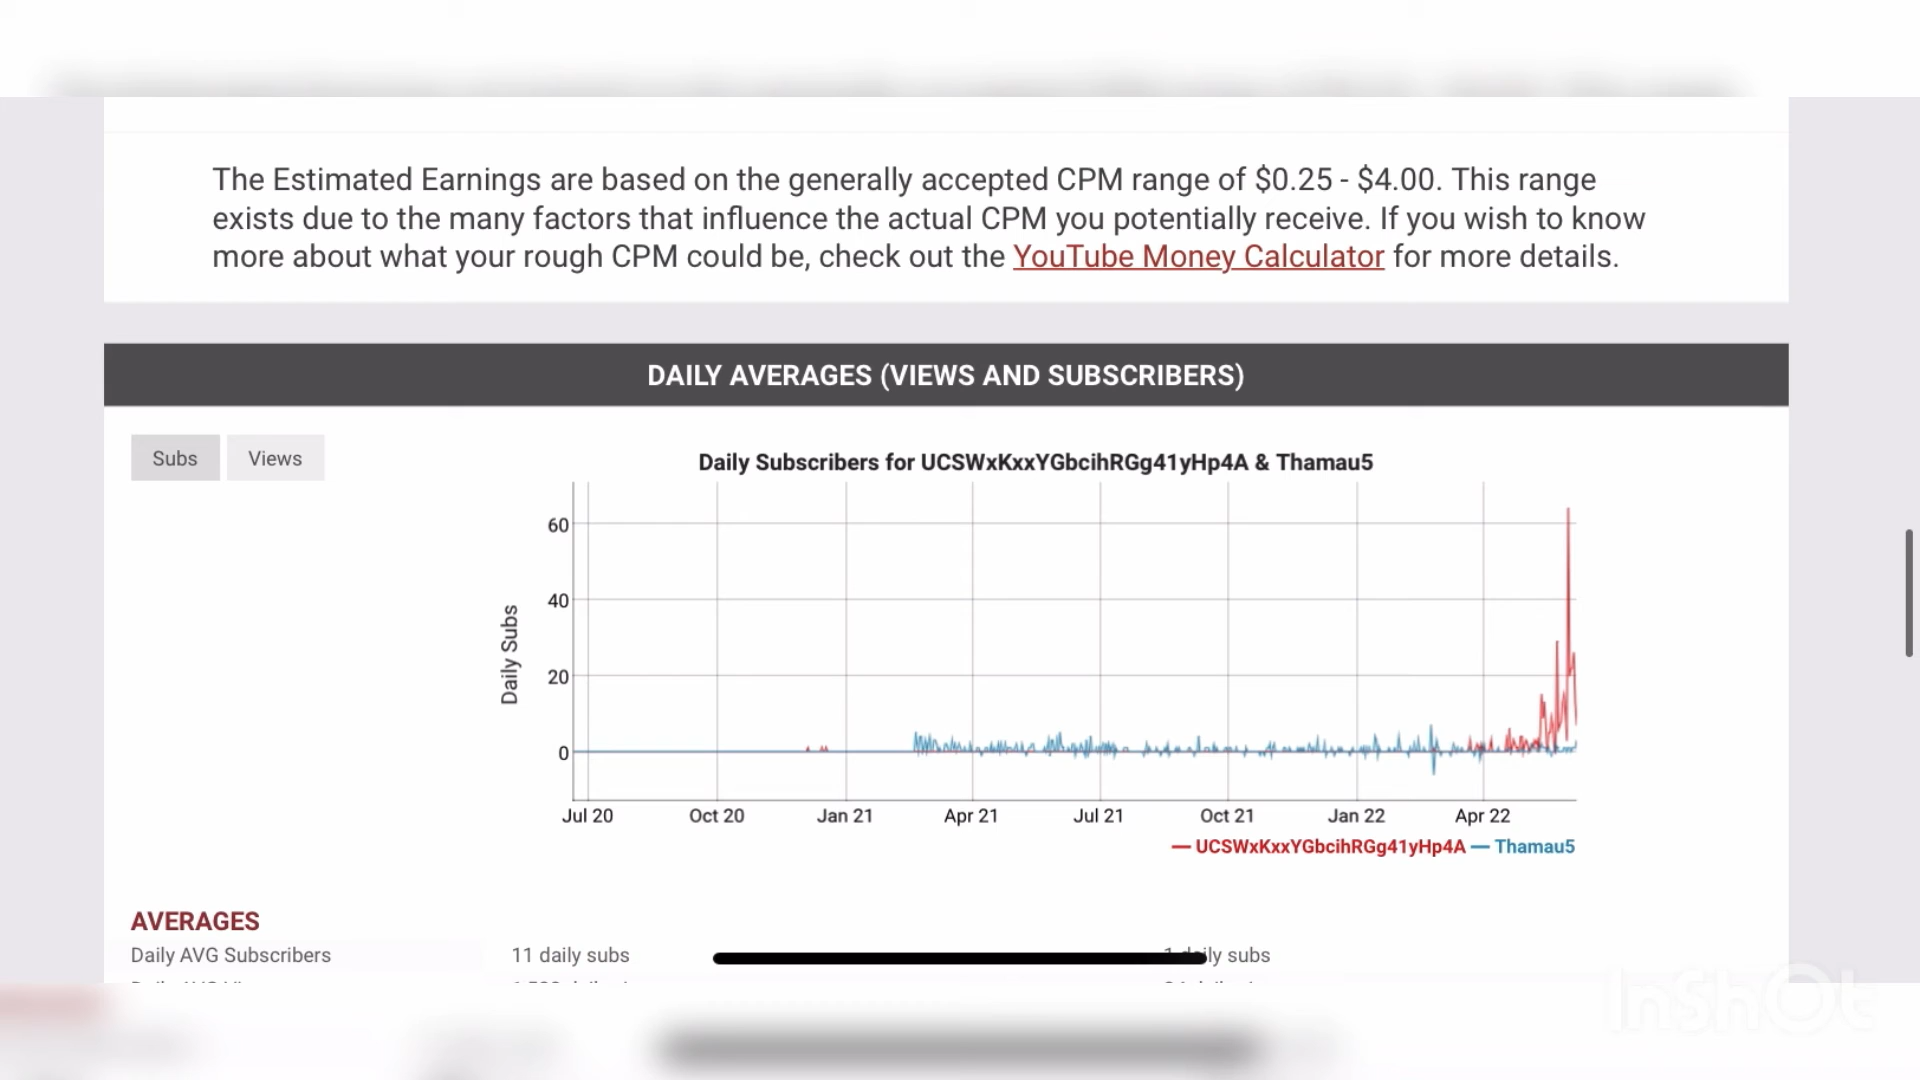 The Estimated Earnings are based on the generally accepted CPM range of $0.25 - $4.00. This range
exists due to the many factors that influence the actual CPM you potentially receive. If you wish to know
more about what your rough CPM could be, check out the YouTube Money Calculator for more details.
DAILY AVERAGES (VIEWS AND SUBSCRIBERS)
Subs Views
Daily Subscribers for UCSWxKxxYGbcihRGg41yHp4A & Thamau5
Daily Subs
60
40
20
0
Jul 20 Oct 20 Jan 21 Apr 21 Jul 21 Oct 21 Jan 22 Apr 22
UCSWxKxxYGbcihRGg41yHp4A Thamau5
AVERAGES
Daily AVG Subscribers 11 daily subs 1 daily subs
InShOt